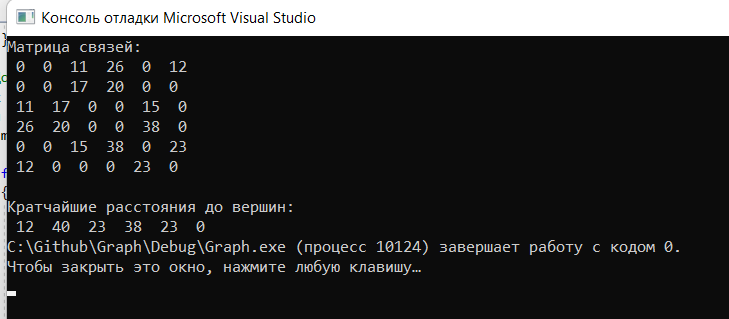 Консоль отладки Microsoft Visual Studio
Матрица связей:
0 0 11 26 0 12
0 0 17 20 0 0
11 17 0 0 15 0
26 20 0 0 38 0
0 0 15 38 0 23
12 0 0 0 23 0
Кратчайшие расстояния до вершин:
12 40 23 38 23 0
C:\Github\Graph\Debug\Graph.exe (процесс 10124) завершает работу с кодом 0.
Чтобы закрыть это окно, нажмите любую клавишу…